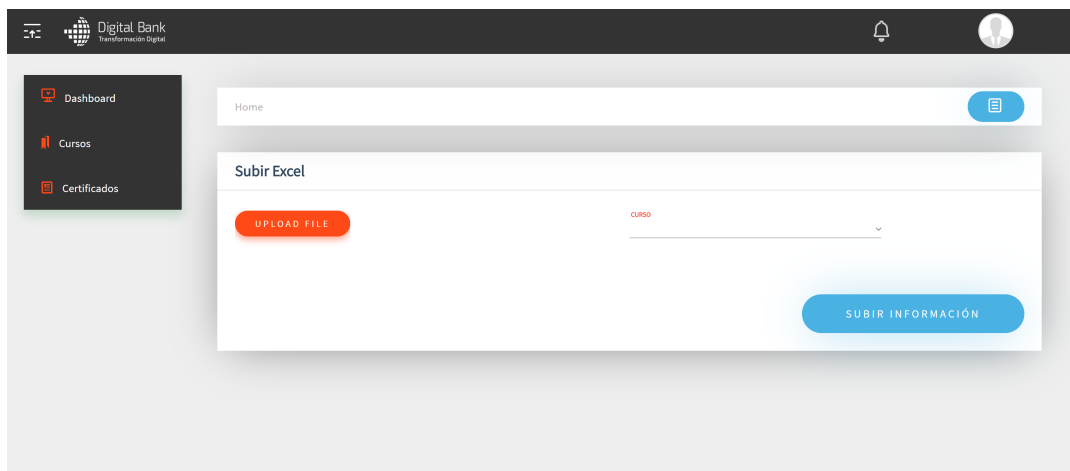 Digital Bank
Transformación Digital
Dashboard
Home
Cursos
Subir Excel
Certificados
CURSO
UPLOAD FILE
SUBIR INFORMACIÓN